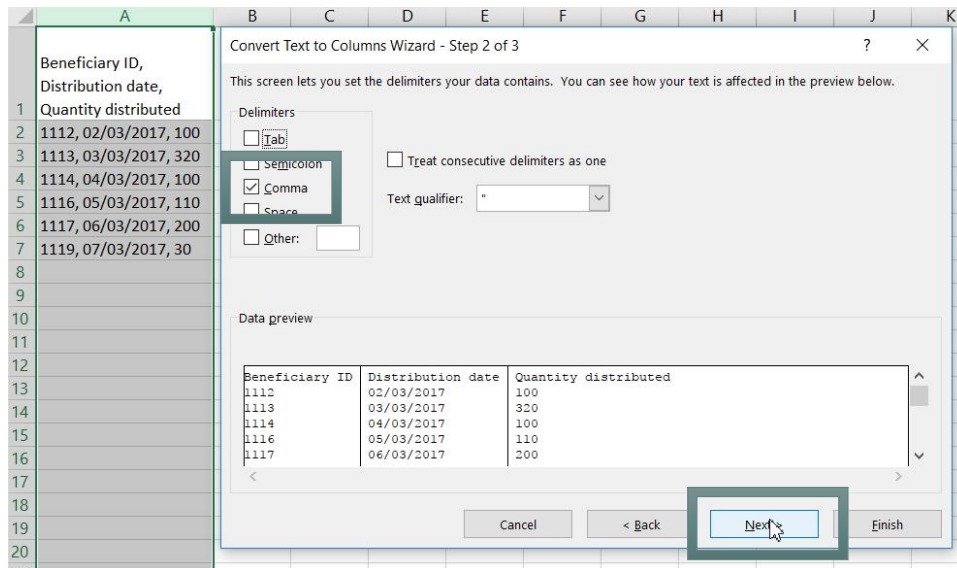 A B C D E F G H I J K
1 Beneficiary ID,
Distribution date,
Quantity distributed
2 1112, 02/03/2017, 100
3 1113, 03/03/2017, 320
4 1114, 04/03/2017, 100
5 1116, 05/03/2017, 110
6 1117, 06/03/2017, 200
7 1119, 07/03/2017, 30
8
9
10
11
12
13
14
15
16
17
18
19
20
Convert Text to Columns Wizard - Step 2 of 3 ?
This screen lets you set the delimiters your data contains. You can see how your text is affected in the preview below.
Delimiters
Tab
Semicolon
Comma
Space
Other:
Treat consecutive delimiters as one
Text qualifier: "
Data preview
Beneficiary ID Distribution date Quantity distributed
1112 02/03/2017 100
1113 03/03/2017 320
1114 04/03/2017 100
1116 05/03/2017 110
1117 06/03/2017 200
Cancel < Back Next > Finish